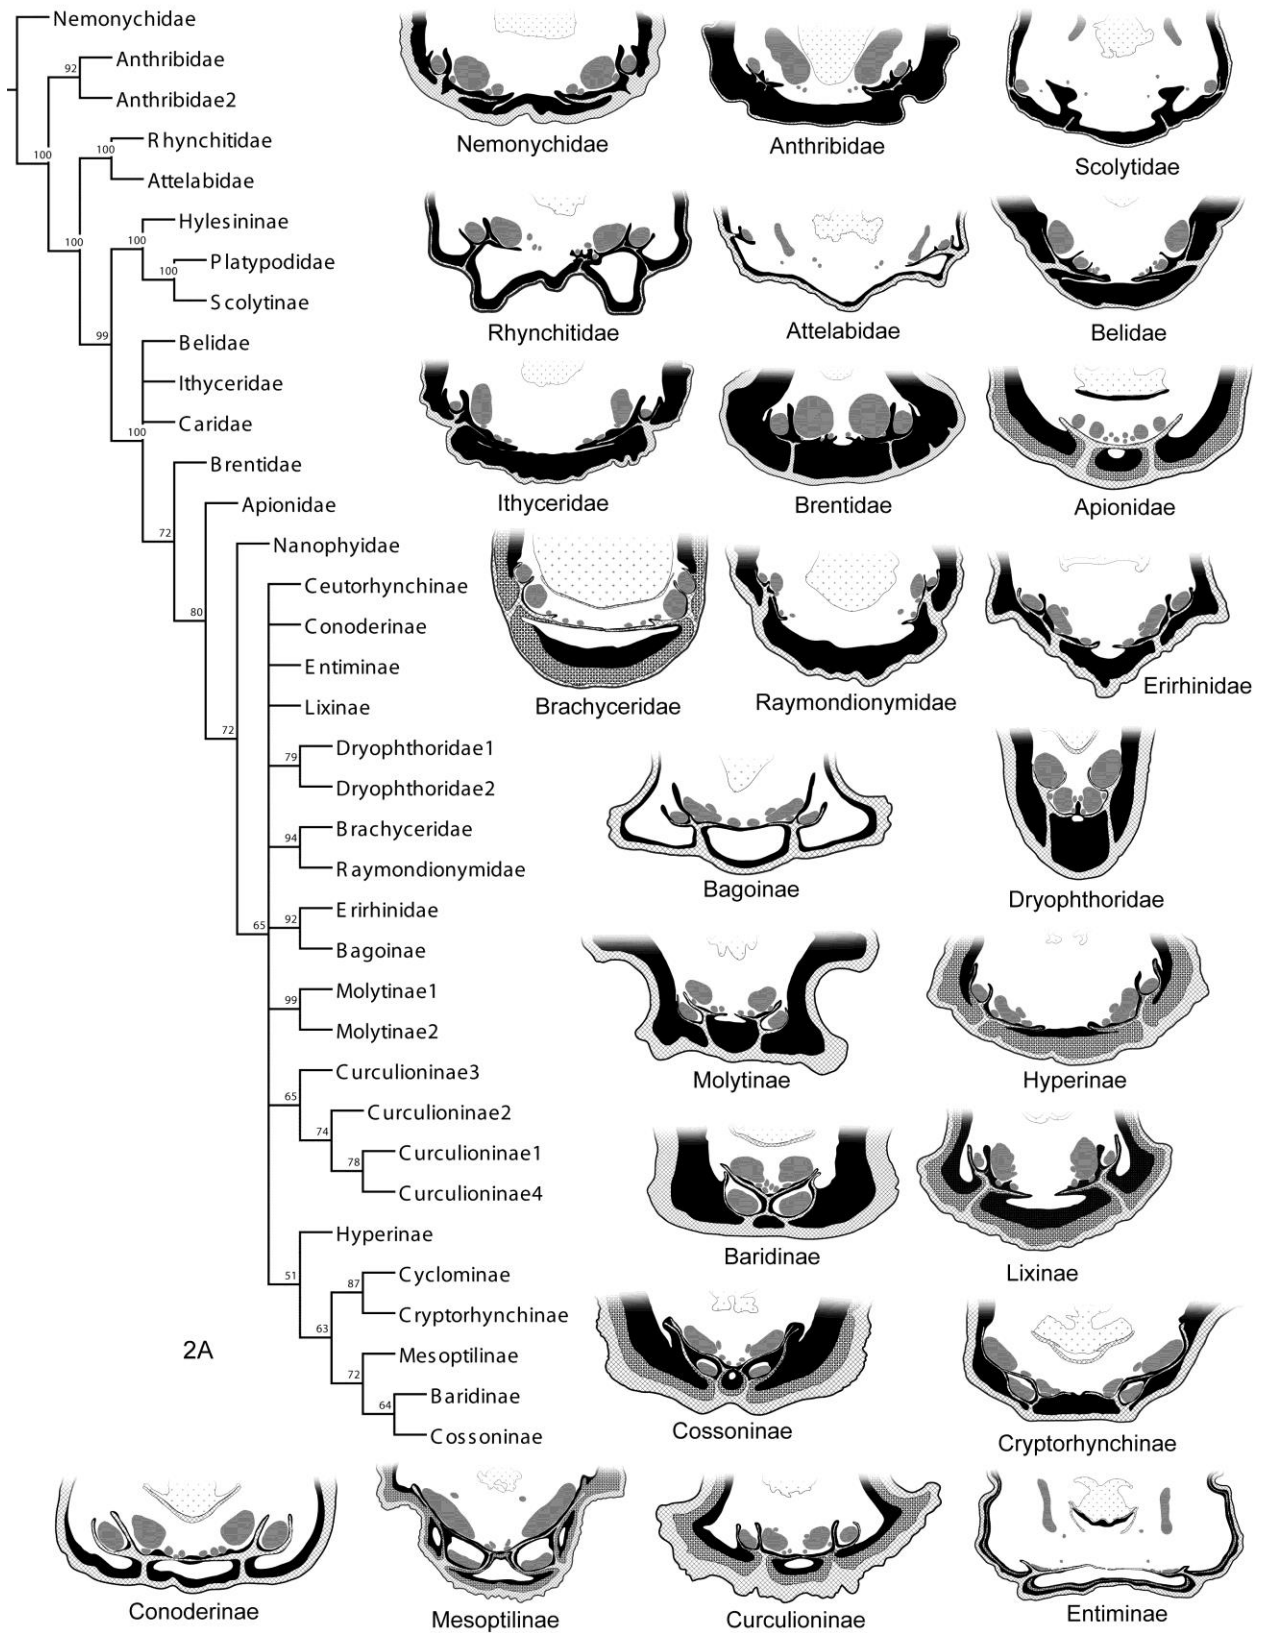 Nemonychidae
92
Anthribidae
Anthribidae2
100
Rhynchitidae
100
Attelabidae
100
Hylesininae
100
Platypodidae
100
Scolytinae
99
Belidae
Ithyceridae
Caridae
100
Brentidae
72
Apionidae
80
Nanophyidae
72
Ceutorhynchinae
Conoderinae
Entiminae
Lixinae
Dryophthoridae1
79
Dryophthoridae2
Brachyceridae
94
Raymondionymidae
Erirhinidae
92
65
Bagoinae
Molytinae1
99
Molytinae2
Curculioninae3
65
Curculioninae2
74
Curculioninae1
78
Curculioninae4
Hyperinae
51
Cyclominae
87
Cryptorhynchinae
63
Mesoptilinae
72
Baridinae
64
Cossoninae
2A
Nemonychidae
Anthribidae
Scolytidae
Rhynchitidae
Attelabidae
Belidae
Ithyceridae
Brentidae
Apionidae
Brachyceridae
Raymondionymidae
Erirhinidae
Bagoinae
Dryophthoridae
Molytinae
Hyperinae
Baridinae
Lixinae
Cossoninae
Cryptorhynchinae
Conoderinae
Mesoptilinae
Curculioninae
Entiminae